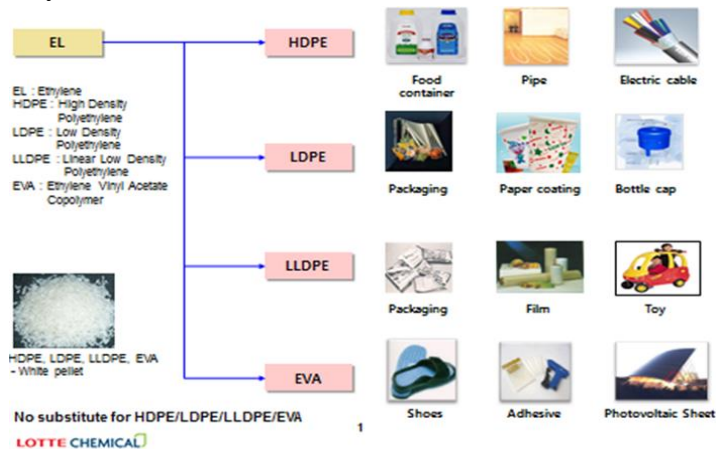 EL
HDPE
Food
container
Pipe
Electric cable
EL : Ethylene
HDPE : High Density
Polyethylene
LDPE : Low Density
Polyethylene
LLDPE : Linear Low Density
Polyethylene
EVA : Ethylene Vinyl Acetate
Copolymer
LDPE
Packaging
Paper coating
Bottle cap
LLDPE
Packaging
Film
Toy
HDPE, LDPE, LLDPE, EVA
- White pellet
EVA
Shoes
Adhesive
Photovoltaic Sheet
No substitute for HDPE/LDPE/LLDPE/EVA
1
LOTTE CHEMICAL